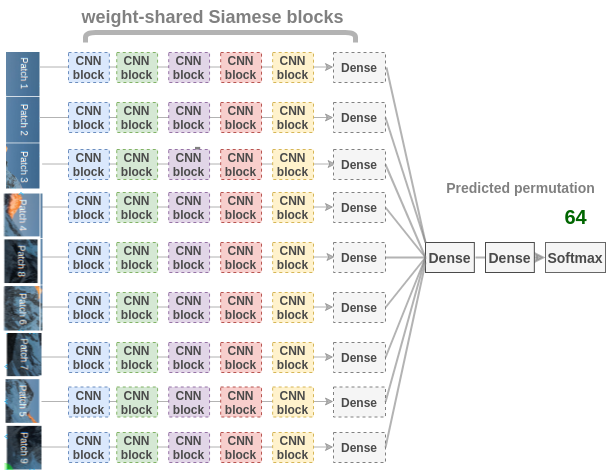 weight-shared Siamese blocks
Patch 1
CNN block
CNN block
CNN block
CNN block
CNN block
Dense
Patch 2
CNN block
CNN block
CNN block
CNN block
CNN block
Dense
Patch 3
CNN block
CNN block
CNN block
CNN block
CNN block
Dense
Patch 4
CNN block
CNN block
CNN block
CNN block
CNN block
Dense
Patch 8
CNN block
CNN block
CNN block
CNN block
CNN block
Dense
Patch 6
CNN block
CNN block
CNN block
CNN block
CNN block
Dense
Patch 7
CNN block
CNN block
CNN block
CNN block
CNN block
Dense
Patch 5
CNN block
CNN block
CNN block
CNN block
CNN block
Dense
Patch 9
CNN block
CNN block
CNN block
CNN block
CNN block
Dense
Predicted permutation
64
Dense
Dense
Softmax